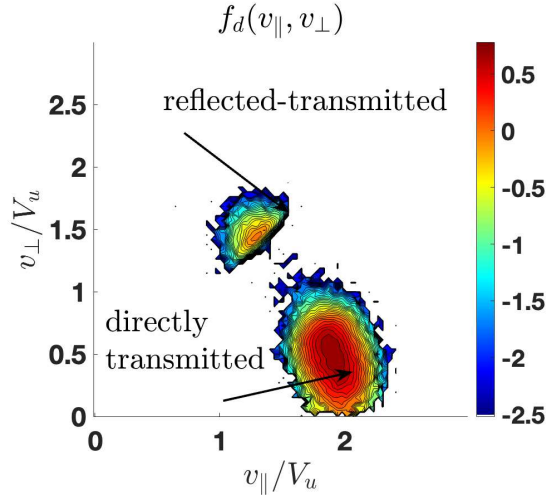 f_d(v_∥, v_⊥)
reflected-transmitted
directly
transmitted
v_⊥/V_u
2.5
2
1.5
1
0.5
0
0
1
2
v_∥/V_u
0.5
0
-0.5
-1
-1.5
-2
-2.5